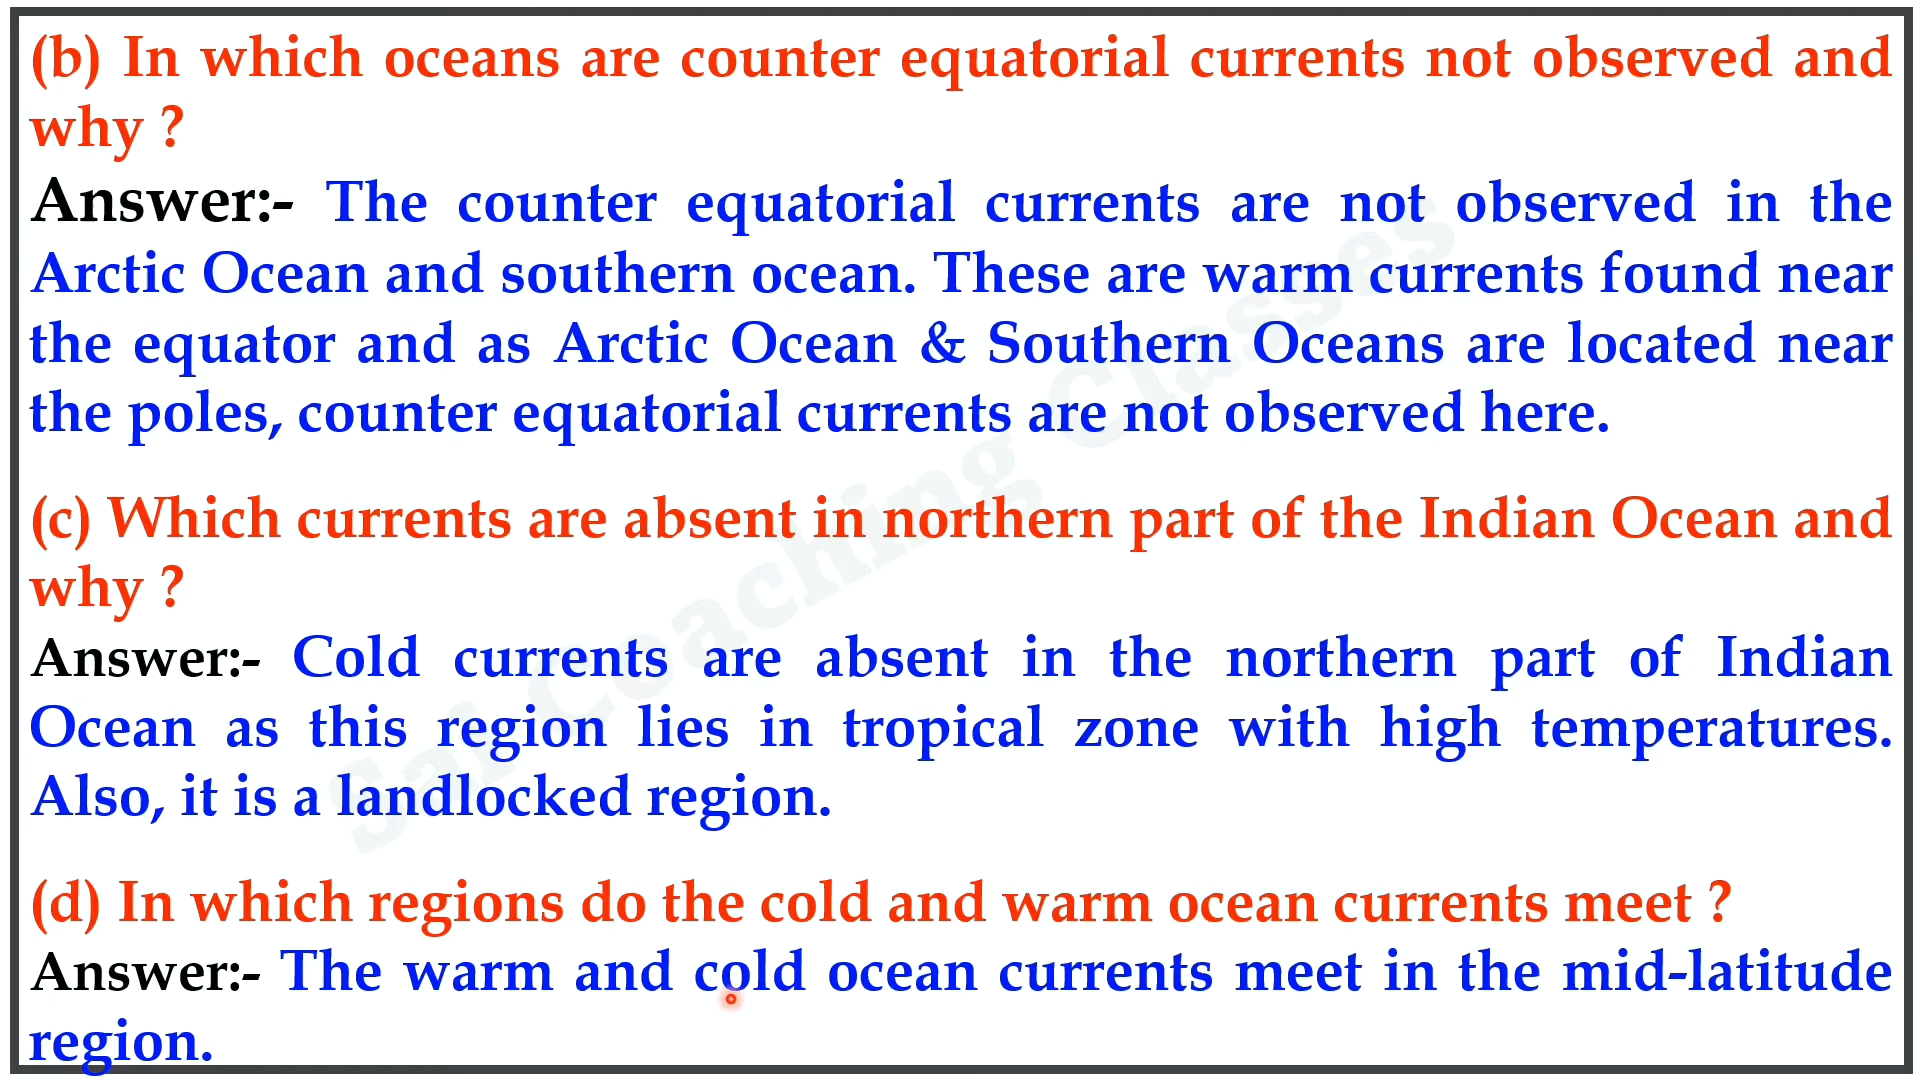 (b) In which oceans are counter equatorial currents not observed and
why ?
Answer:- The counter equatorial currents are not observed in the
Arctic Ocean and southern ocean. These are warm currents found near
the equator and as Arctic Ocean & Southern Oceans are located near
the poles, counter equatorial currents are not observed here.
(c) Which currents are absent in northern part of the Indian Ocean and
why ?
Answer:- Cold currents are absent in the northern part of Indian
Ocean as this region lies in tropical zone with high temperatures.
Also, it is a landlocked region.
(d) In which regions do the cold and warm ocean currents meet ?
Answer:- The warm and cold ocean currents meet in the mid-latitude
region.
Sai Coaching Classes